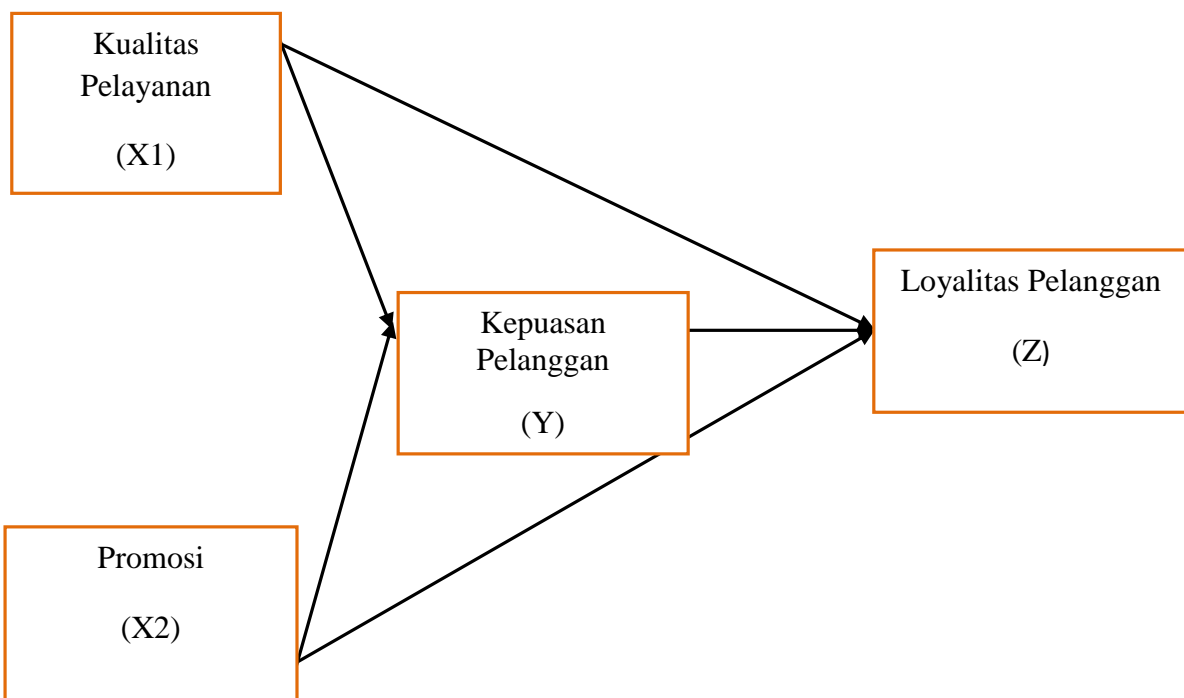 Kualitas
Pelayanan
(X1)
Kepuasan
Pelanggan
(Y)
Loyalitas Pelanggan
(Z)
Promosi
(X2)